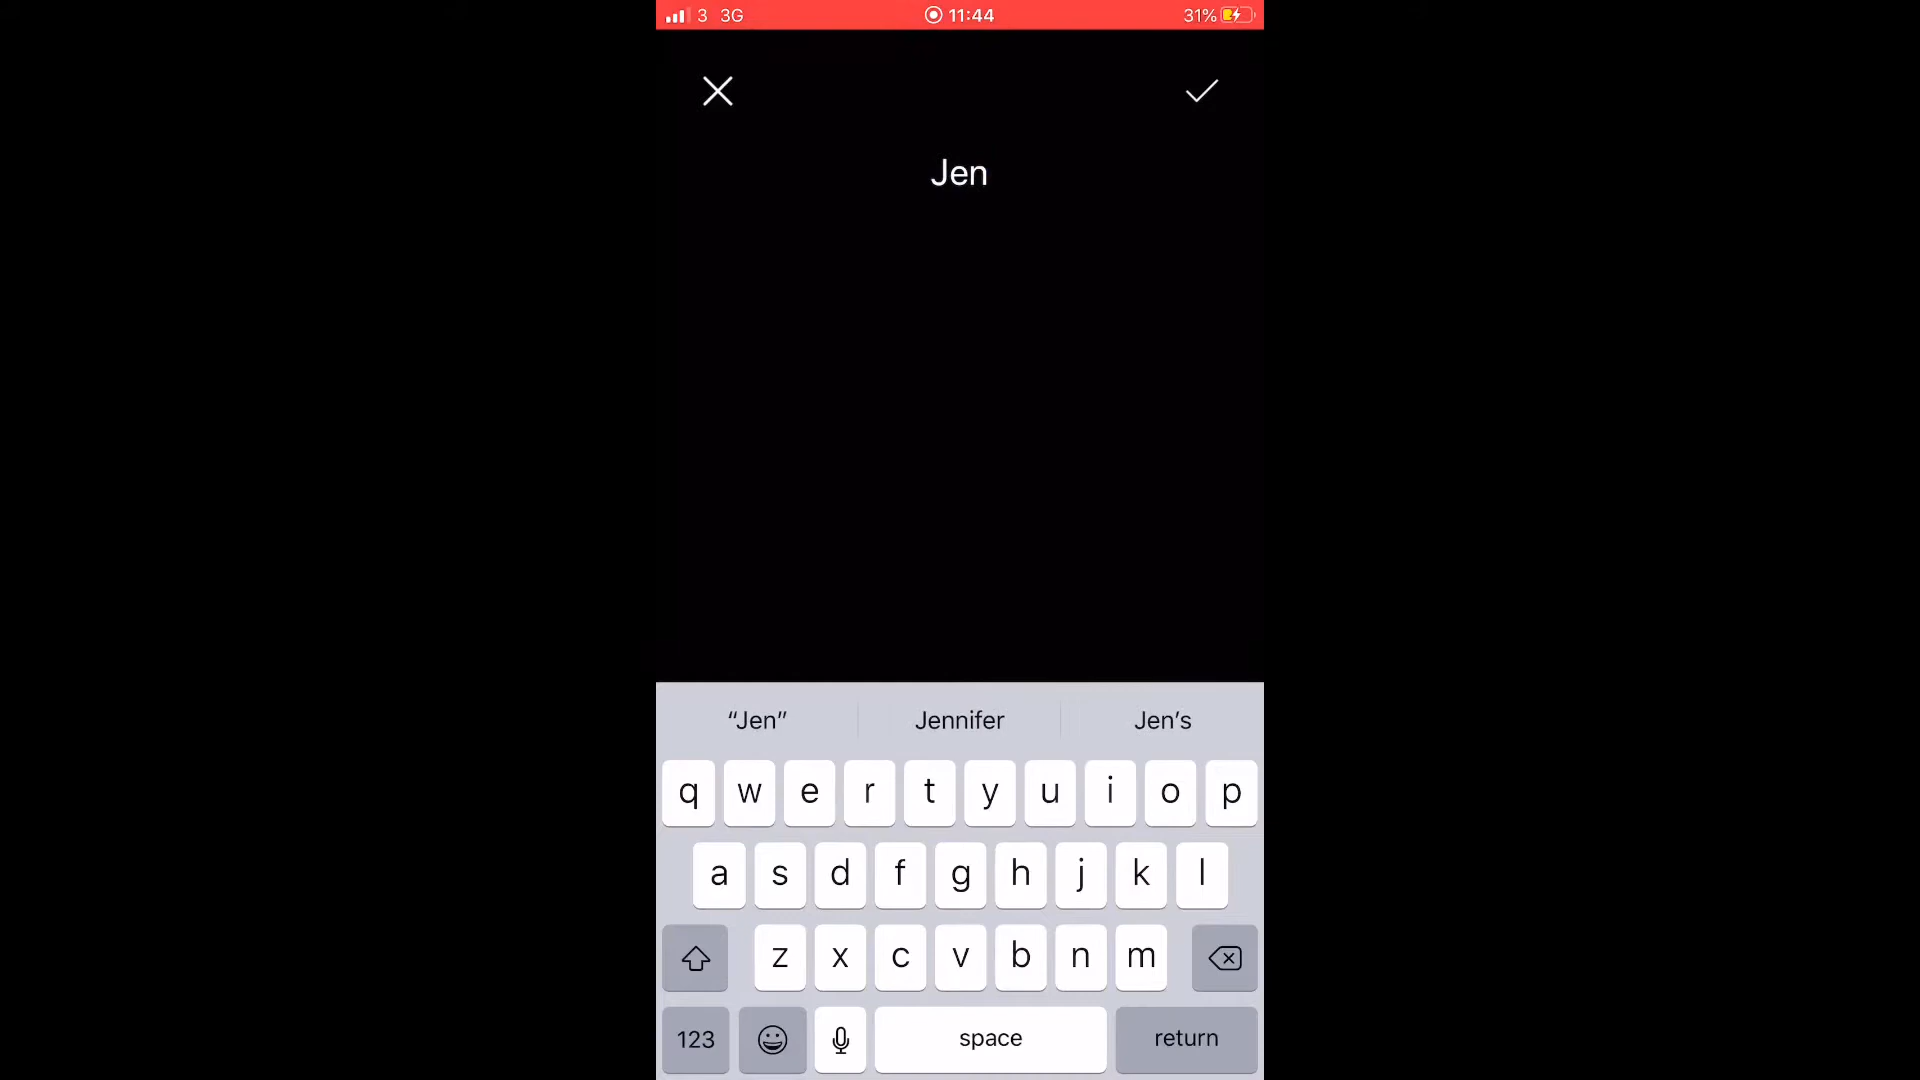 3 3G 11:44 31%
Jen
“Jen” Jennifer Jen’s
q w e r t y u i o p
a s d f g h j k l
z x c v b n m
123 space return